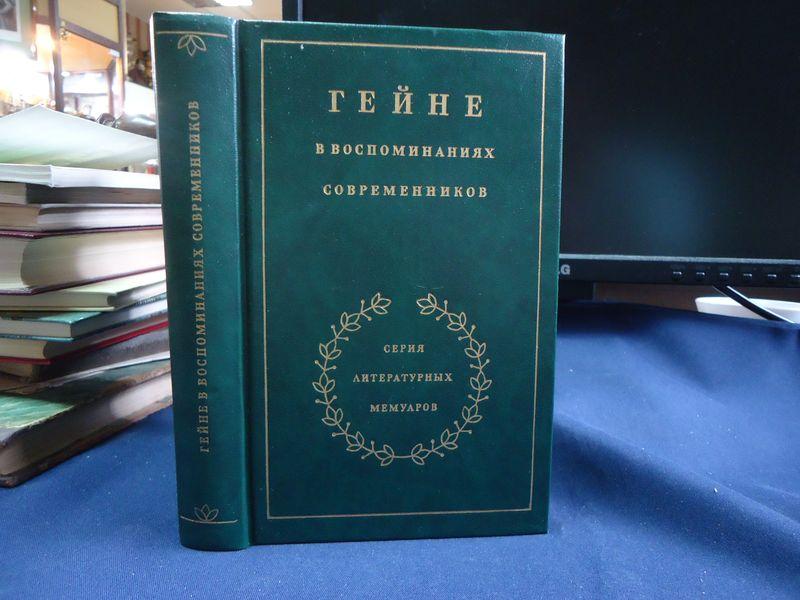 ГЕЙНЕ В ВОСПОМИНАНИЯХ СОВРЕМЕННИКОВ
ГЕЙНЕ
В ВОСПОМИНАНИЯХ
СОВРЕМЕННИКОВ
СЕРИЯ
ЛИТЕРАТУРНЫХ
МЕМУАРОВ